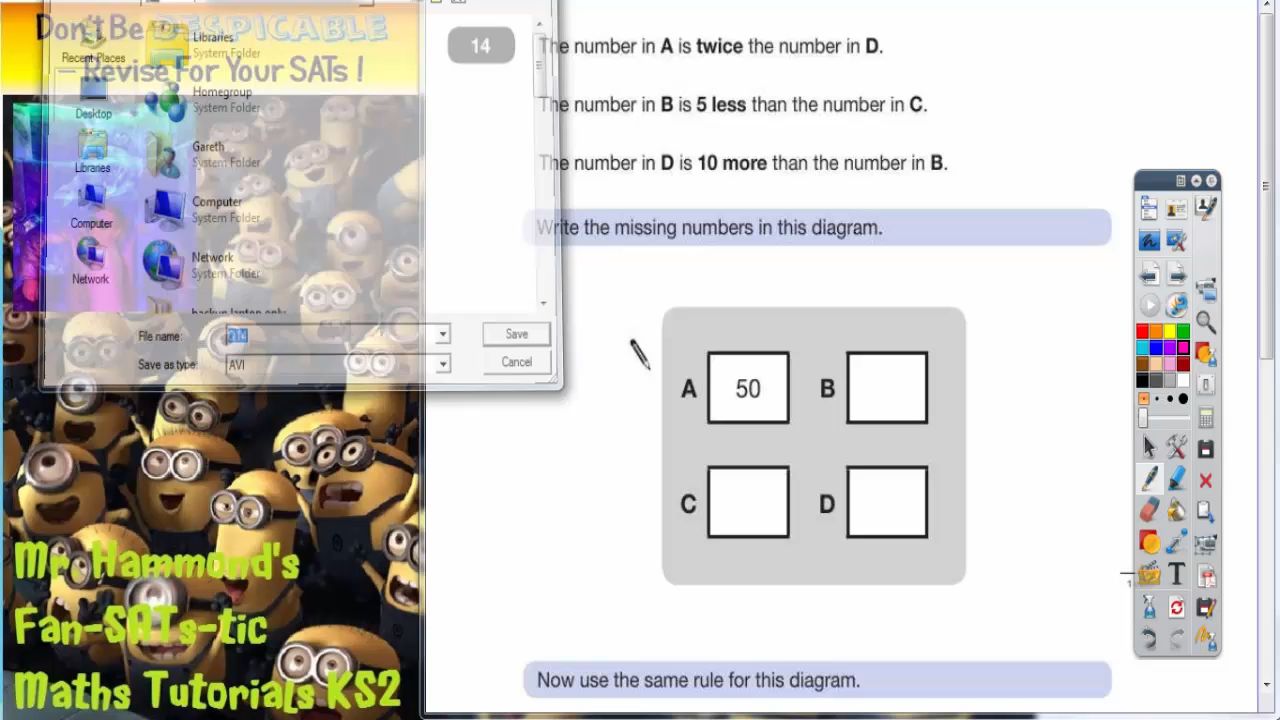 Don't Be DESPICABLE
– Revise For Your SATs !
Recent Places
Desktop
Libraries
Computer
Network
Libraries
System Folder
Homegroup
System Folder
Gareth
System Folder
Computer
System Folder
Network
System Folder
backup laptop only
File name:
Save
Save as type:
AVI
Cancel
Mr Hammond's
Fan-SATs-tic
Maths Tutorials KS2
14
The number in A is twice the number in D.
The number in B is 5 less than the number in C.
The number in D is 10 more than the number in B.
Write the missing numbers in this diagram.
A 50 B
C D
Now use the same rule for this diagram.